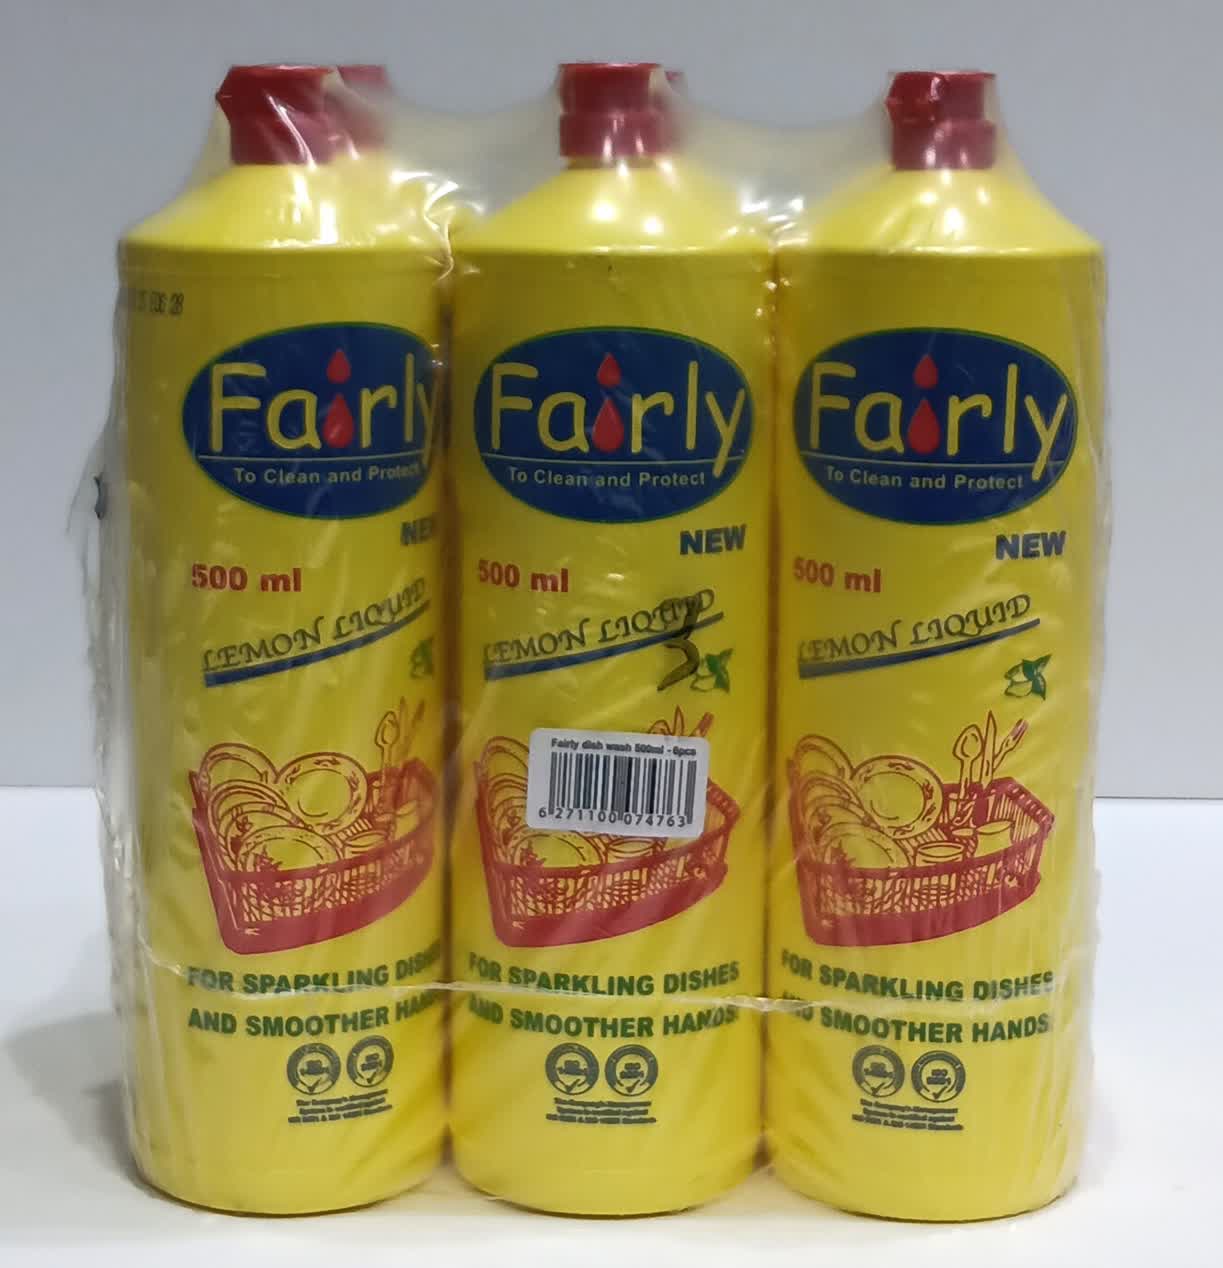 Fairly
To Clean and Protect
NEW
500 ml
LEMON LIQUID
FOR SPARKLING DISHES
AND SMOOTHER HANDS
Fairly
To Clean and Protect
NEW
500 ml
LEMON LIQUID
3
Fairly dish wash 500ml - 6pcs
6 271100 074763
FOR SPARKLING DISHES
AND SMOOTHER HANDS!
Fairly
To Clean and Protect
NEW
500 ml
LEMON LIQUID
FOR SPARKLING DISHES
AND SMOOTHER HANDS